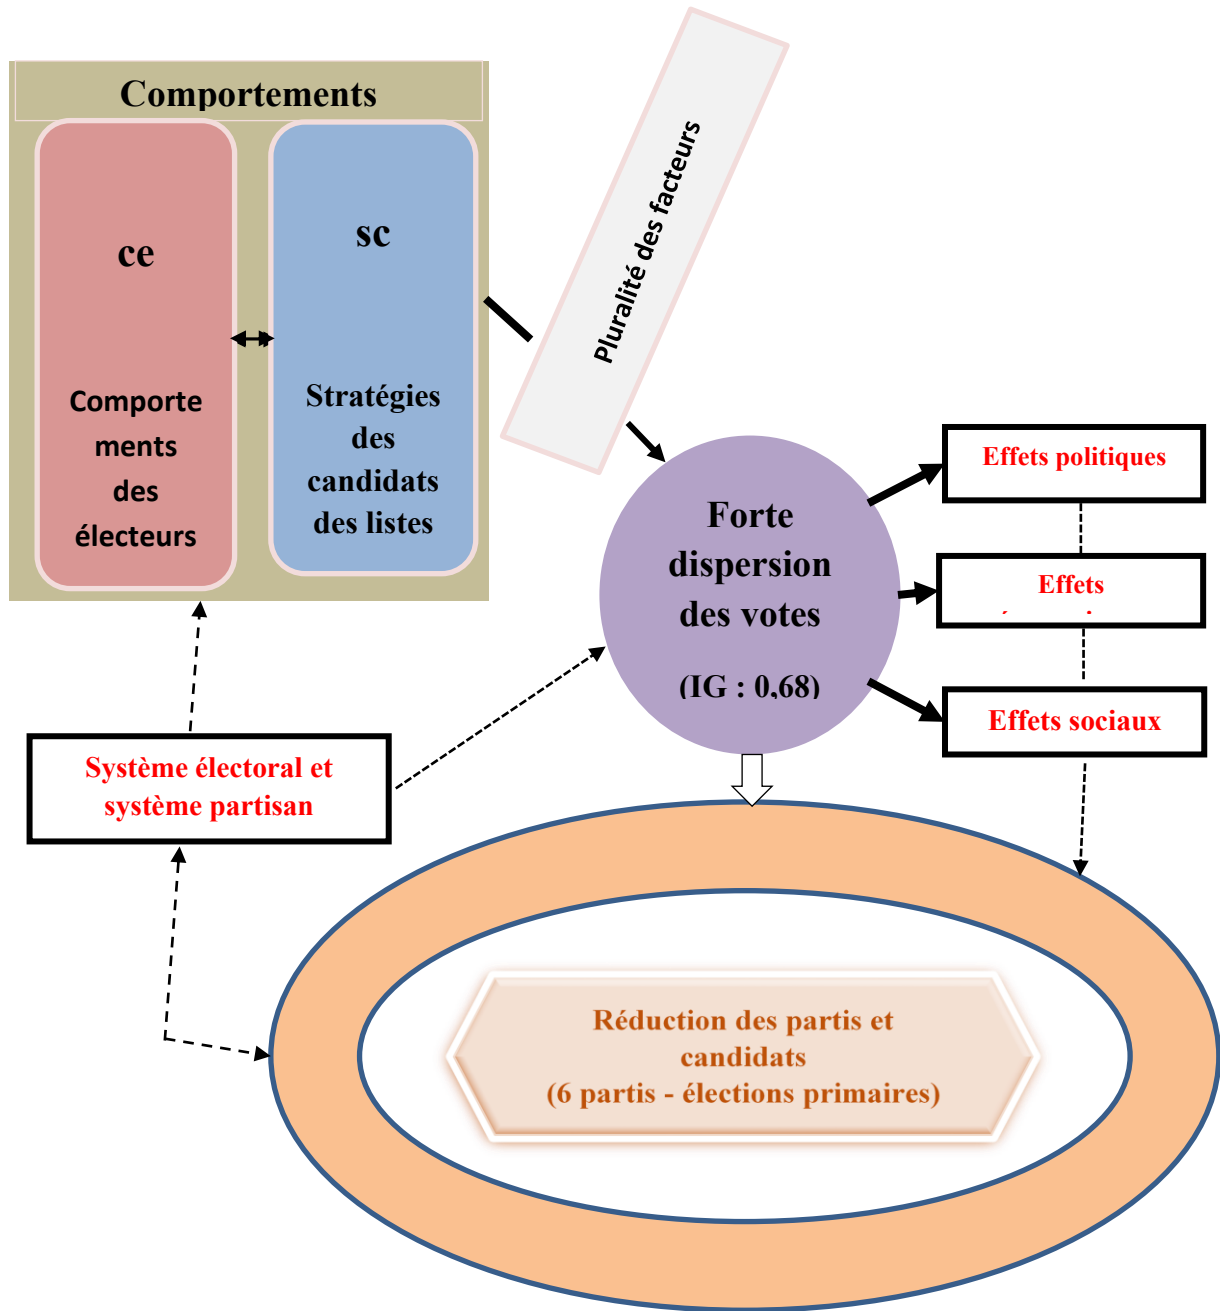 Comportements
ce
Comporte
ments
des
électeurs
sc
Stratégies
des
candidats
des listes
Pluralité des facteurs
Forte
dispersion
des votes
(IG : 0,68)
Effets politiques
Effets
Effets sociaux
Système électoral et
système partisan
Réduction des partis et
candidats
(6 partis - élections primaires)